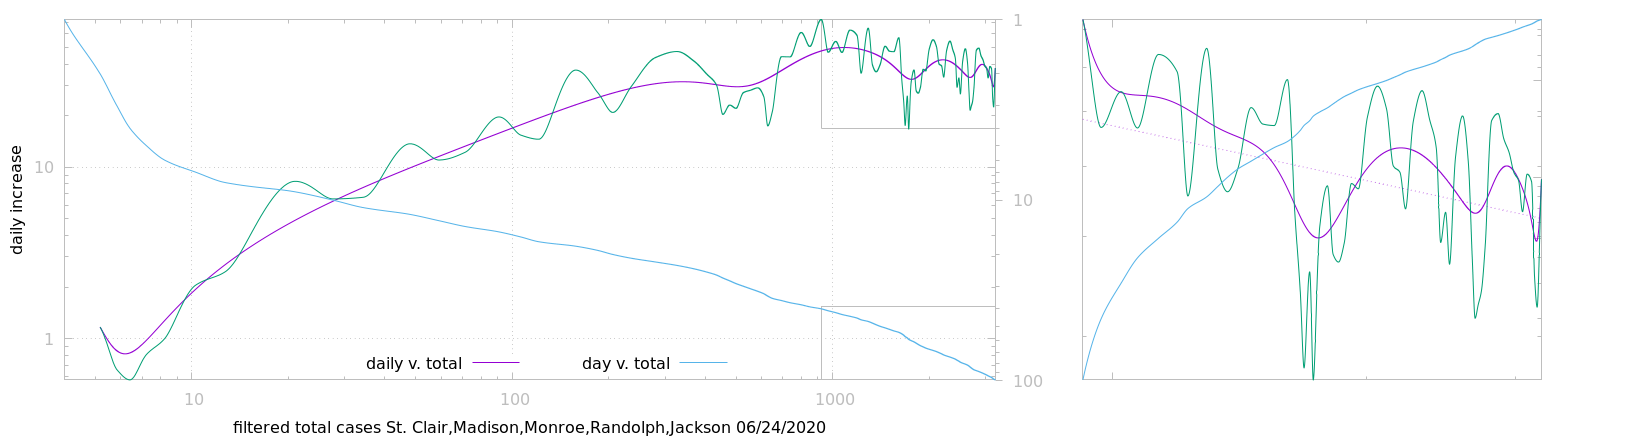 1
10
10
1
daily v. total
day v. total
100
10
100
1000
daily increase
filtered total cases St. Clair,Madison,Monroe,Randolph,Jackson 06/24/2020